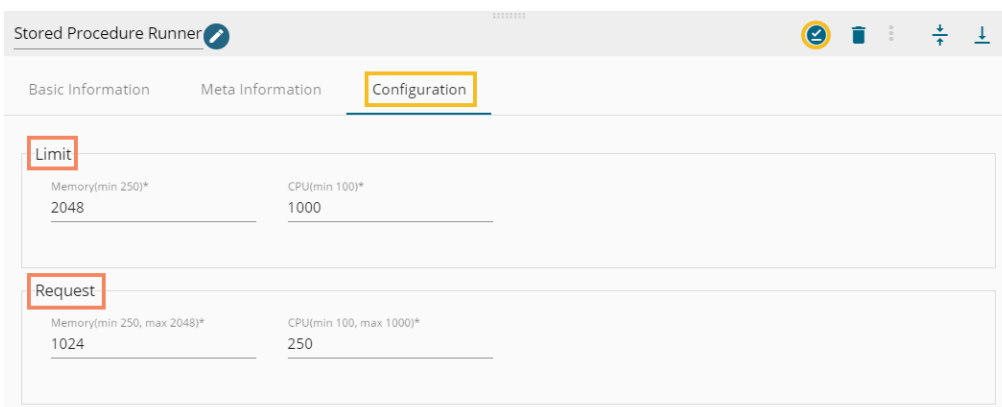 Stored Procedure Runner
Basic Information Meta Information Configuration
Limit
Memory(min 250)* CPU(min 100)*
2048 1000
Request
Memory(min 250, max 2048)* CPU(min 100, max 1000)*
1024 250